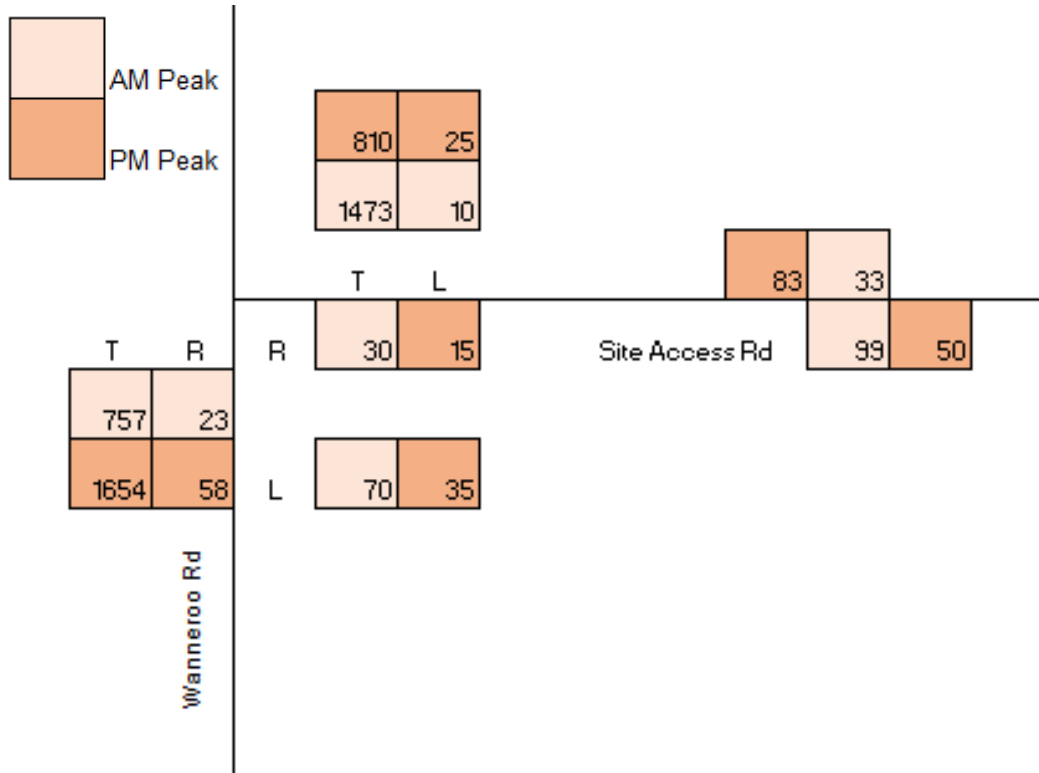 AM Peak
PM Peak
810 25
1473 10
83 33
T L
T R
R 30 15
Site Access Rd
99 50
757 23
1654 58
L 70 35
Wanneroo Rd